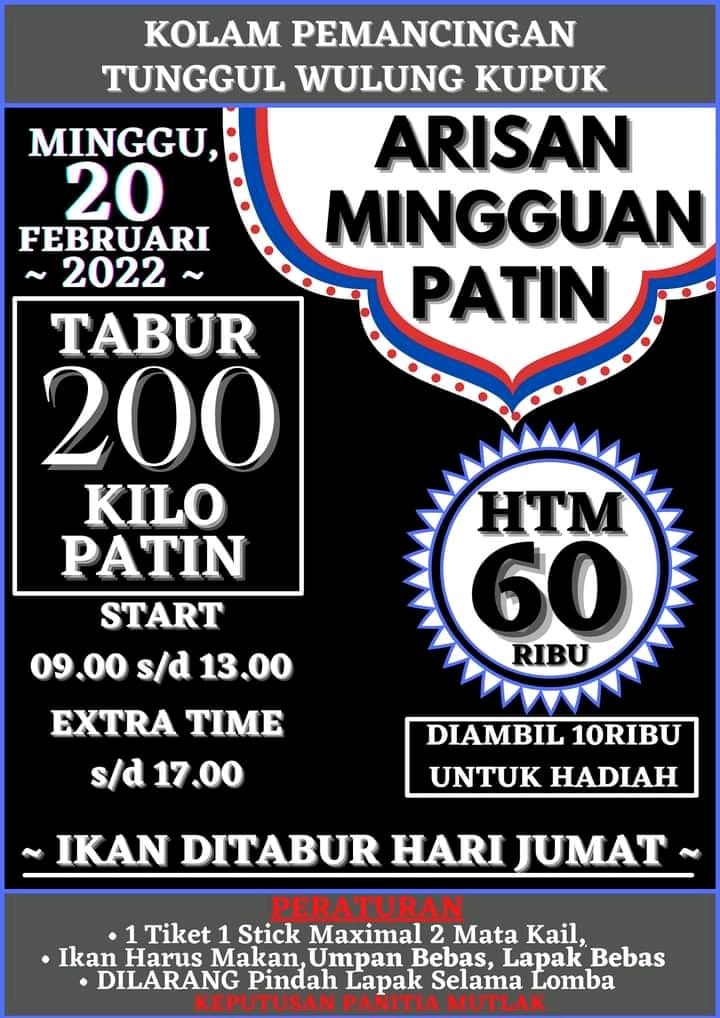 KOLAM PEMANCINGAN
TUNGGUL WULUNG KUPUK
MINGGU,
20
FEBRUARI
~ 2022 ~
ARISAN
MINGGUAN
PATIN
TABUR
200
KILO
PATIN
START
09.00 s/d 13.00
EXTRA TIME
s/d 17.00
HTM
60
RIBU
DIAMBIL 10RIBU
UNTUK HADIAH
~ IKAN DITABUR HARI JUMAT ~
PERATURAN
• 1 Tiket 1 Stick Maximal 2 Mata Kail,
• Ikan Harus Makan,Umpan Bebas, Lapak Bebas
• DILARANG Pindah Lapak Selama Lomba
KEPUTUSAN PANITIA MUTLAK